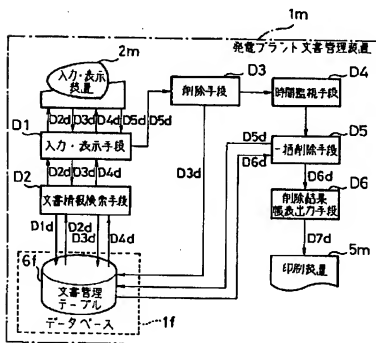 1m
発電プラント文書管理装置
2m
入力・表示
装置
D2d
D3d
D4d
D5d
D5d
D3
削除手段
D4
時間監視手段
D1
入力・表示手段
D2d
D3d
D4d
D3d
D5d
D6d
D5
一括削除手段
D2
文書情報検索手段
D6d
D6
削除結果
帳表出力手段
D1d
D2d
D3d
D4d
D7d
5m
印刷装置
6f
文書管理
テーブル
データベース
1f